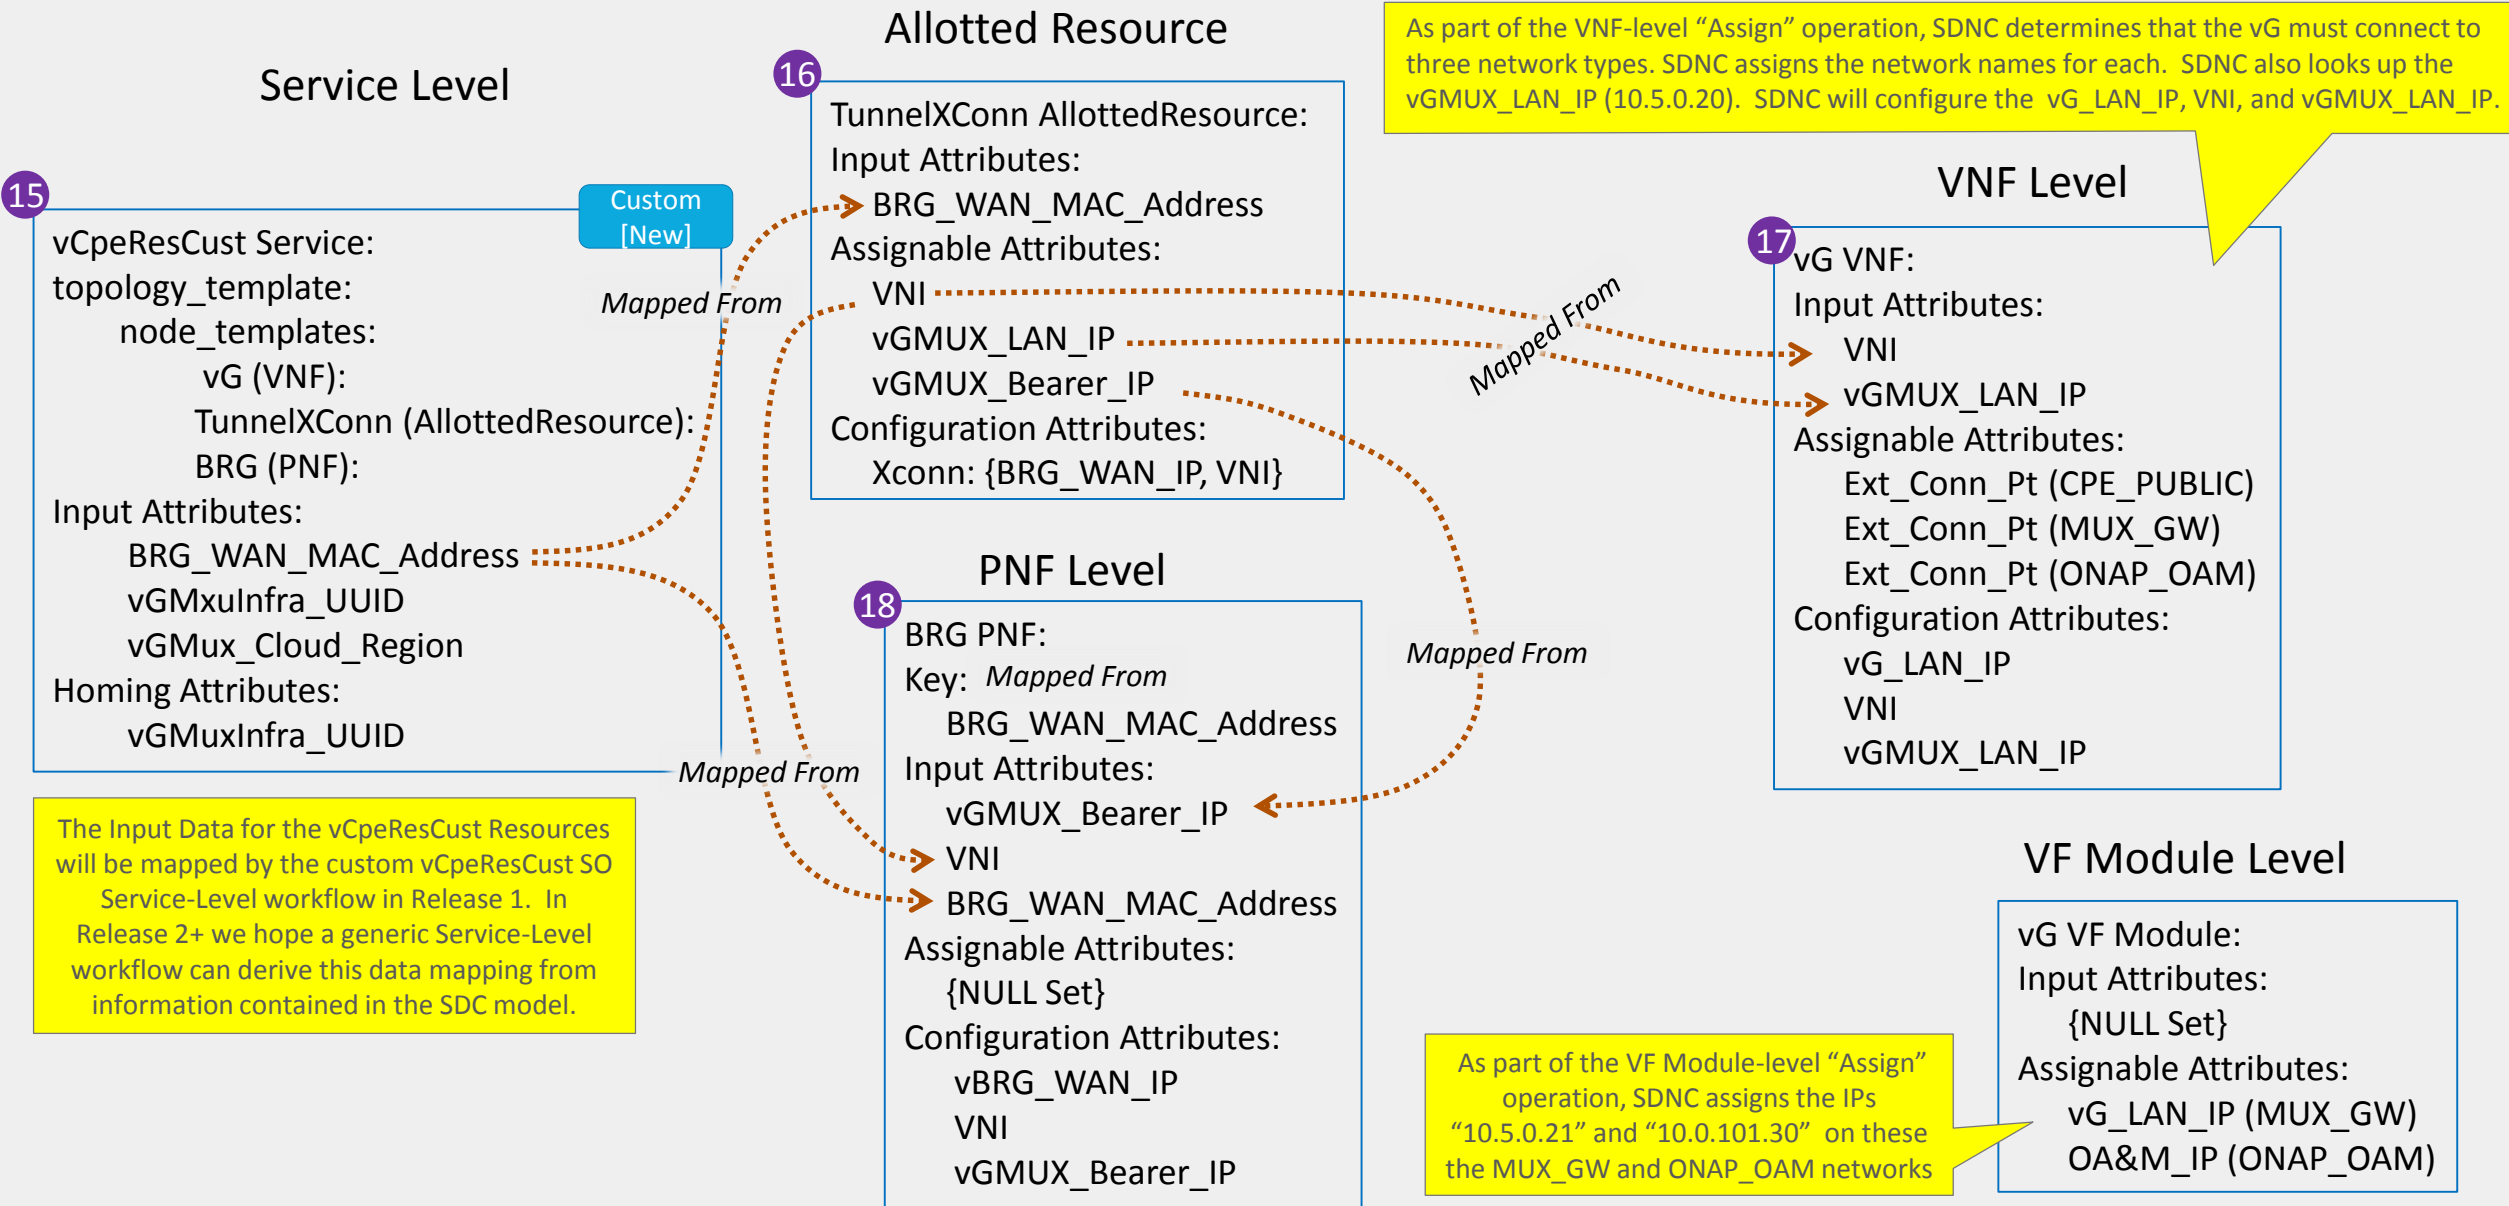 Service Level
15
Custom
[New]
vCpeResCust Service:
topology_template:
node_templates:
vG (VNF):
TunnelXConn (AllottedResource):
BRG (PNF):
Input Attributes:
BRG_WAN_MAC_Address
vGMxuInfra_UUID
vGMux_Cloud_Region
Homing Attributes:
vGMuxInfra_UUID
Mapped From
Mapped From
The Input Data for the vCpeResCust Resources
will be mapped by the custom vCpeResCust SO
Service-Level workflow in Release 1. In
Release 2+ we hope a generic Service-Level
workflow can derive this data mapping from
information contained in the SDC model.
Allotted Resource
16
TunnelXConn AllottedResource:
Input Attributes:
BRG_WAN_MAC_Address
Assignable Attributes:
VNI
vGMUX_LAN_IP
vGMUX_Bearer_IP
Configuration Attributes:
Xconn: {BRG_WAN_IP, VNI}
Mapped From
Mapped From
PNF Level
18
BRG PNF:
Key: Mapped From
BRG_WAN_MAC_Address
Input Attributes:
vGMUX_Bearer_IP
VNI
BRG_WAN_MAC_Address
Assignable Attributes:
{NULL Set}
Configuration Attributes:
vBRG_WAN_IP
VNI
vGMUX_Bearer_IP
As part of the VNF-level “Assign” operation, SDNC determines that the vG must connect to
three network types. SDNC assigns the network names for each. SDNC also looks up the
vGMUX_LAN_IP (10.5.0.20). SDNC will configure the vG_LAN_IP, VNI, and vGMUX_LAN_IP.
VNF Level
17
vG VNF:
Input Attributes:
VNI
vGMUX_LAN_IP
Assignable Attributes:
Ext_Conn_Pt (CPE_PUBLIC)
Ext_Conn_Pt (MUX_GW)
Ext_Conn_Pt (ONAP_OAM)
Configuration Attributes:
vG_LAN_IP
VNI
vGMUX_LAN_IP
VF Module Level
vG VF Module:
Input Attributes:
{NULL Set}
Assignable Attributes:
vG_LAN_IP (MUX_GW)
OA&M_IP (ONAP_OAM)
As part of the VF Module-level “Assign”
operation, SDNC assigns the IPs
“10.5.0.21” and “10.0.101.30” on these
the MUX_GW and ONAP_OAM networks